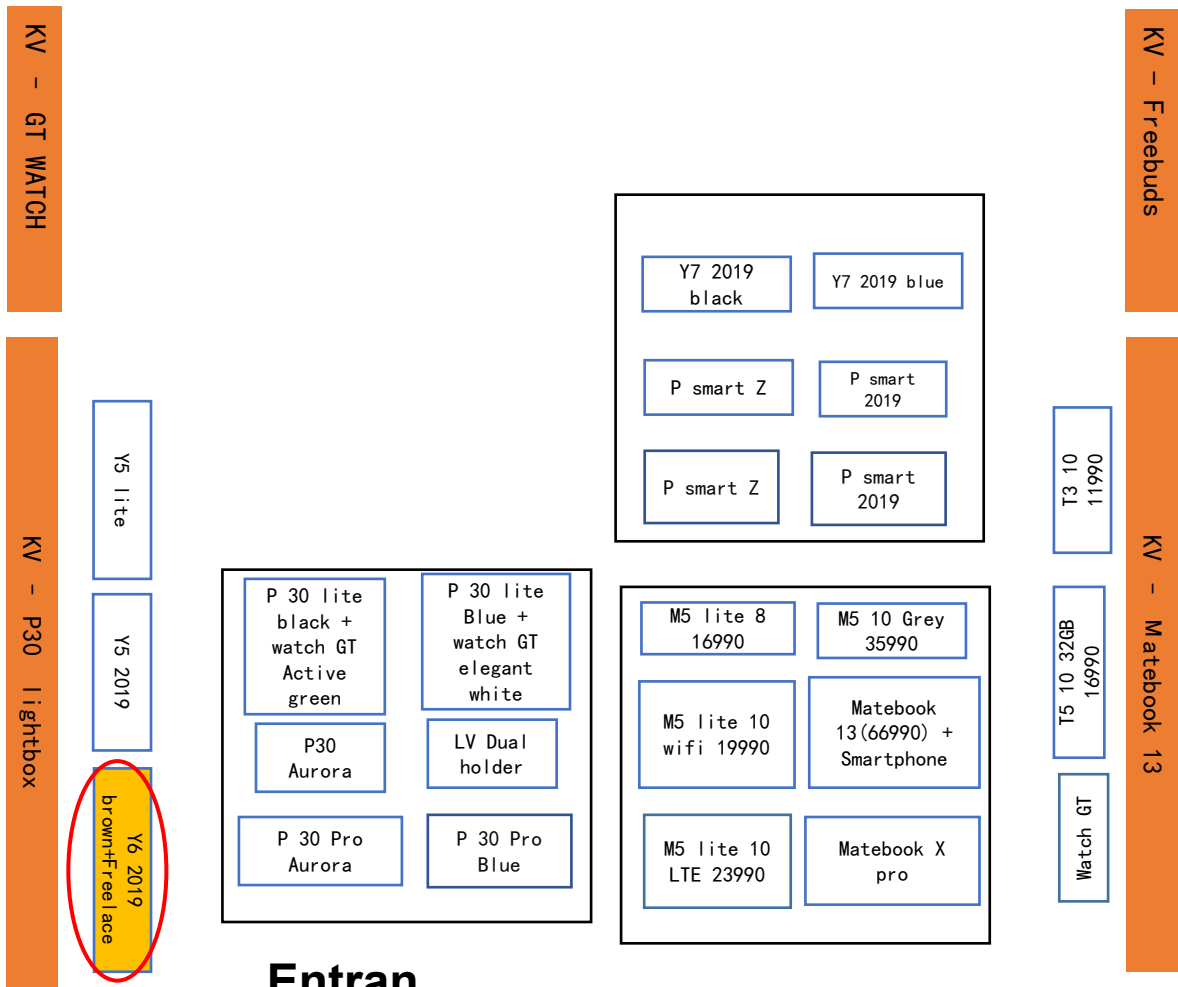 KV - GT WATCH
KV - Freebuds
Y7 2019
black
Y7 2019 blue
P smart Z
P smart
2019
P smart Z
P smart
2019
KV - P30 lightbox
Y5 lite
Y5 2019
Y6 2019
brown+Freelace
P 30 lite
black +
watch GT
Active
green
P 30 lite
Blue +
watch GT
elegant
white
P30
Aurora
LV Dual
holder
P 30 Pro
Aurora
P 30 Pro
Blue
M5 lite 8
16990
M5 10 Grey
35990
M5 lite 10
wifi 19990
Matebook
13(66990) +
Smartphone
M5 lite 10
LTE 23990
Matebook X
pro
T3 10
11990
T5 10 32GB
16990
Watch GT
KV - Matebook 13
Entran